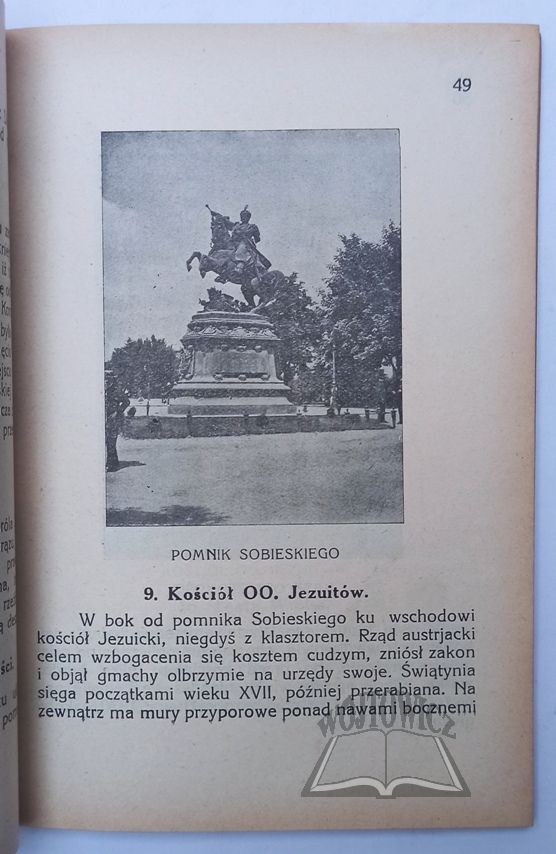 49
POMNIK SOBIESKIEGO
9. Kościół OO. Jezuitów.
W bok od pomnika Sobieskiego ku wschodowi
kościół Jezuicki, niegdyś z klasztorem. Rząd austrjacki
celem wzbogacenia się kosztem cudzym, zniósł zakon
i objął gmachy olbrzymie na urzędy swoje. Świątynia
sięga początkami wieku XVII, później przerabiana. Na
zewnątrz ma mury przyporowe ponad nawami bocznemi
WÓJTOWICZ